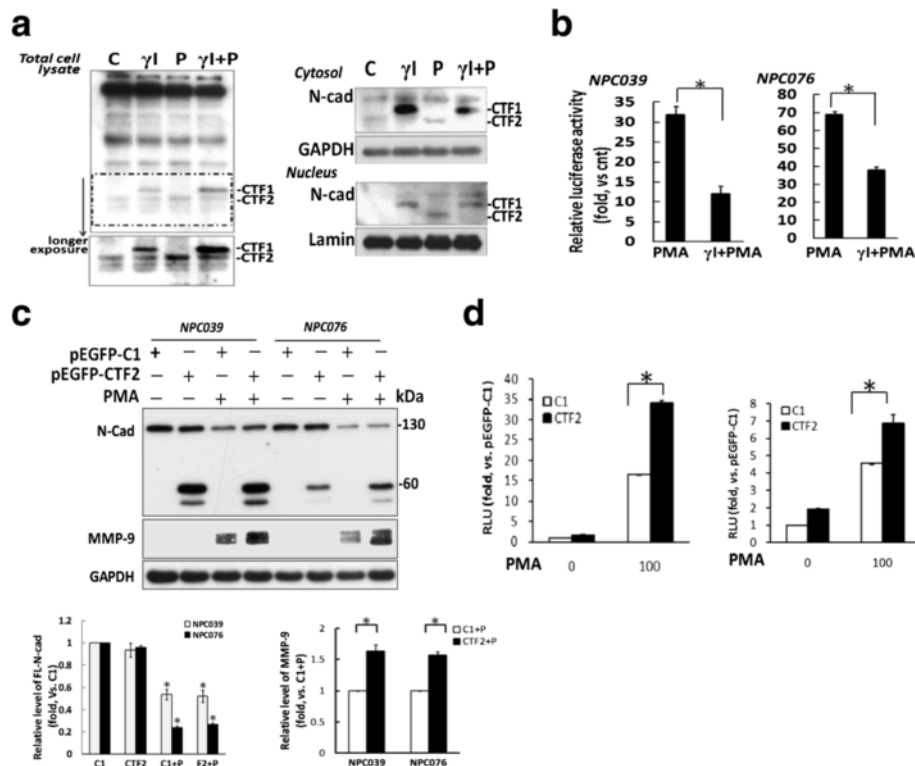 a
Total cell lysate
C γI P γI+P
-CTF1
-CTF2
longer exposure
-CTF1
-CTF2
Cytosol
C γI P γI+P
N-cad
-CTF1
-CTF2
GAPDH
Nucleus
N-cad
-CTF1
-CTF2
Lamin
b
NPC039
*
Relative luciferase activity
(fold, vs cnt)
35
30
25
20
15
10
5
0
PMA γI+PMA
NPC076
*
80
70
60
50
40
30
20
10
0
PMA γI+PMA
c
NPC039 NPC076
pEGFP-C1 + − + − + − + −
pEGFP-CTF2 − + − + − + − +
PMA − − + + − − + + kDa
N-Cad
-130
-60
MMP-9
GAPDH
Relative level of FL-N-cad
(fold, Vs. C1)
1.2
1
0.8
0.6
0.4
0.2
0
NPC039
NPC076
* * * *
C1 CTF2 C1+P F2+P
Relative level of MMP-9
(fold, vs. C1+P)
2
1.5
1
0.5
0
C1+P
CTF2+P
* *
NPC039 NPC076
d
RLU (fold, vs. pEGFP-C1)
40
35
30
25
20
15
10
5
0
C1
CTF2
*
PMA 0 100
RLU (fold, vs. pEGFP-C1)
8
7
6
5
4
3
2
1
0
C1
CTF2
*
PMA 0 100